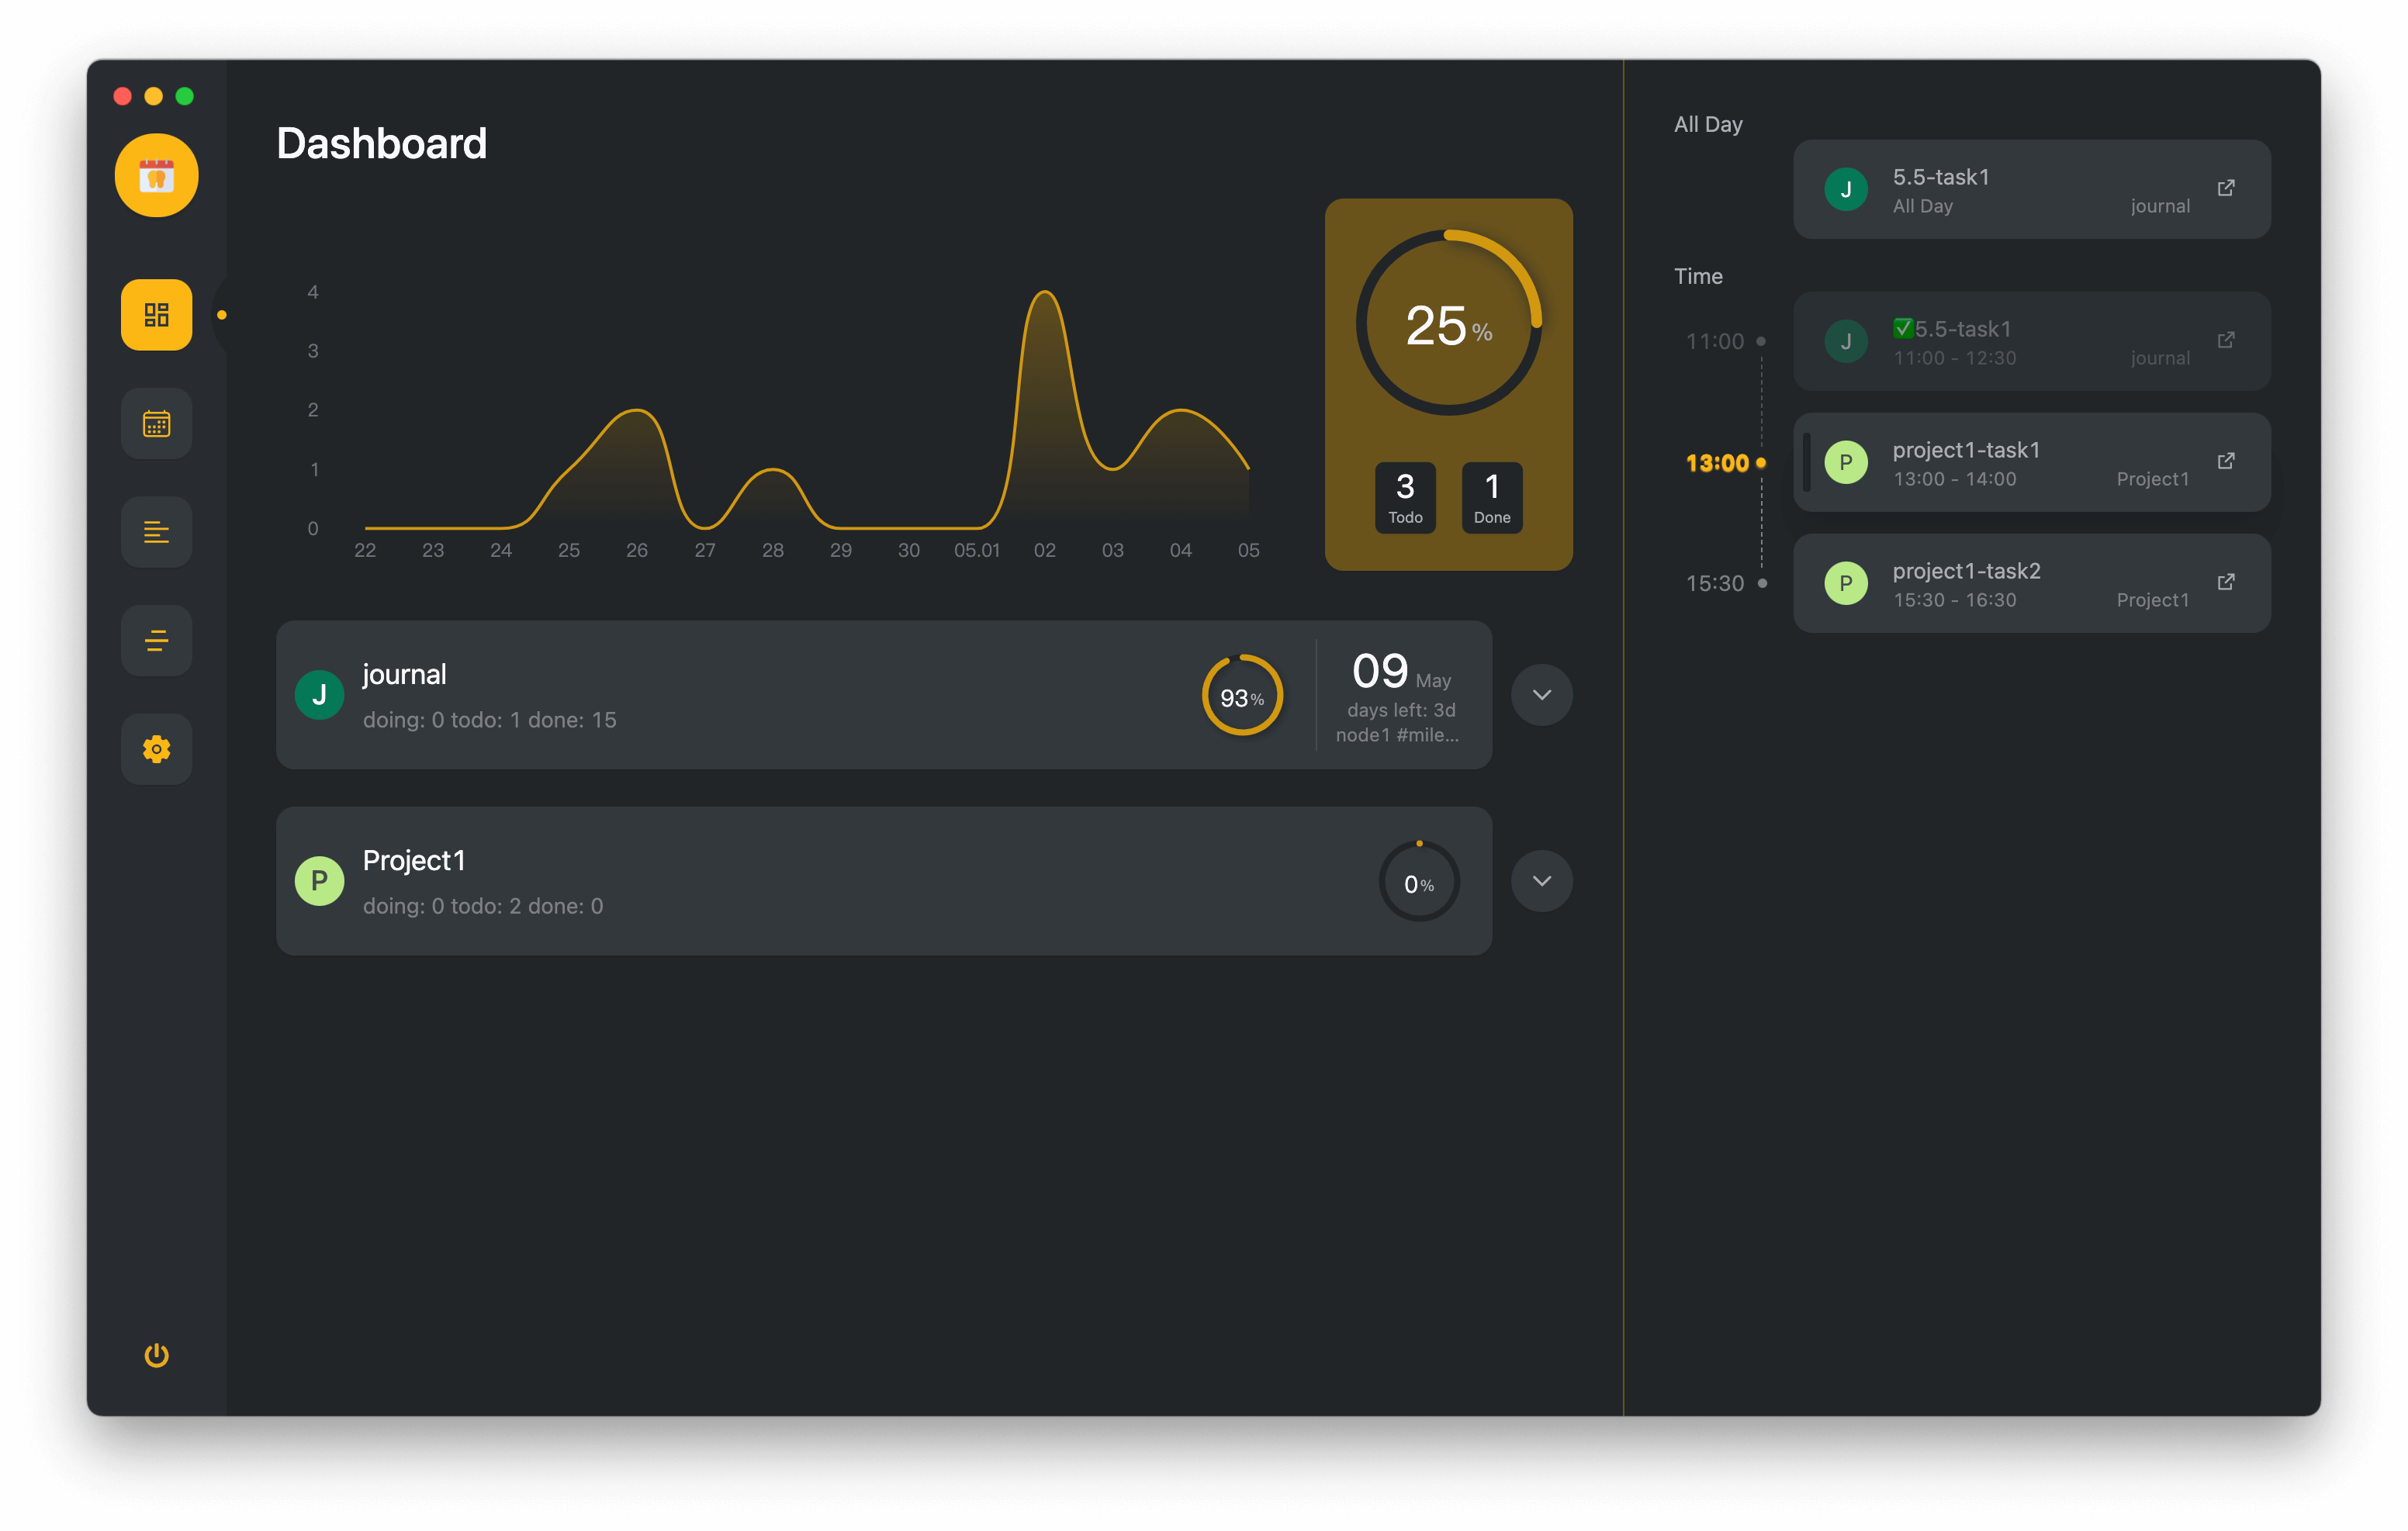 Dashboard
4
3
2
1
0
22 23 24 25 26 27 28 29 30 05.01 02 03 04 05
25%
3
Todo
1
Done
J
journal
doing: 0 todo: 1 done: 15
93%
09 May
days left: 3d
node1 #mile...
P
Project1
doing: 0 todo: 2 done: 0
0%
All Day
J
5.5-task1
All Day journal
Time
11:00
J
✅5.5-task1
11:00 - 12:30 journal
13:00
P
project1-task1
13:00 - 14:00 Project1
15:30
P
project1-task2
15:30 - 16:30 Project1